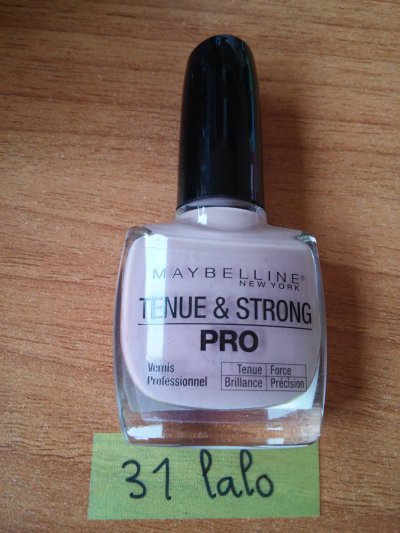 MAYBELLINE®
NEW YORK
TENUE & STRONG
PRO
Vernis
Professionnel
Tenue Force
Brillance Précision
31 lalo